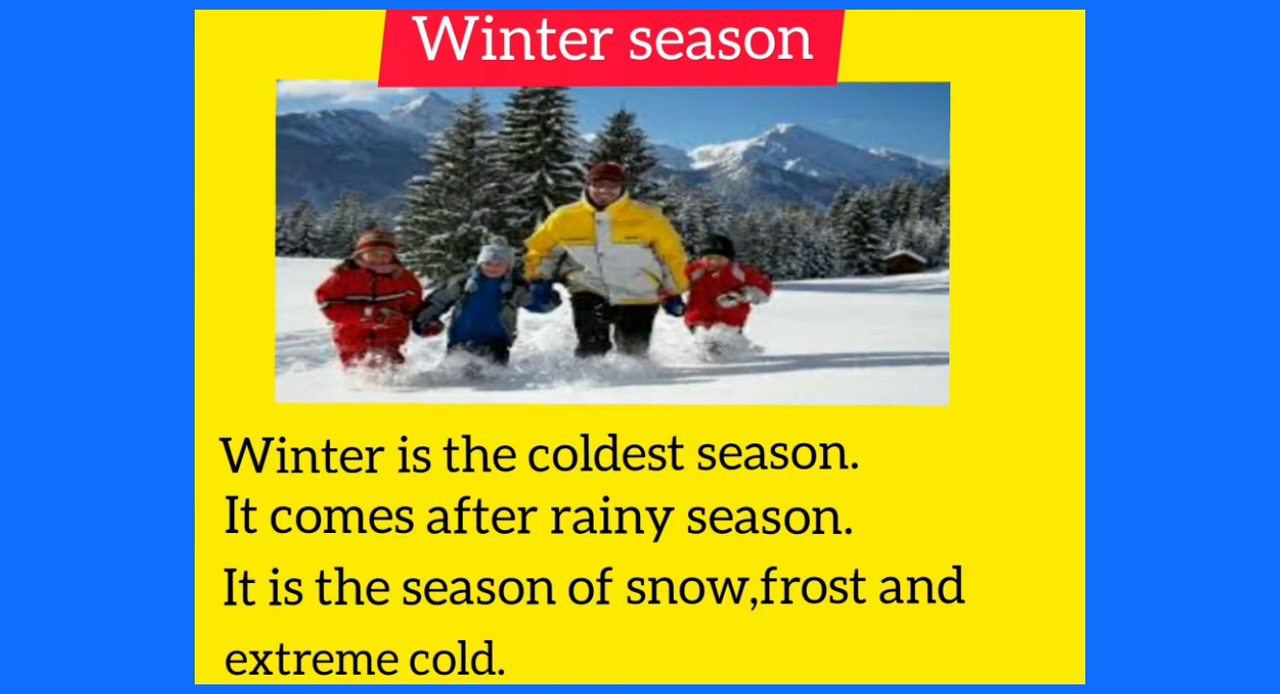 Winter season
Winter is the coldest season.
It comes after rainy season.
It is the season of snow,frost and
extreme cold.